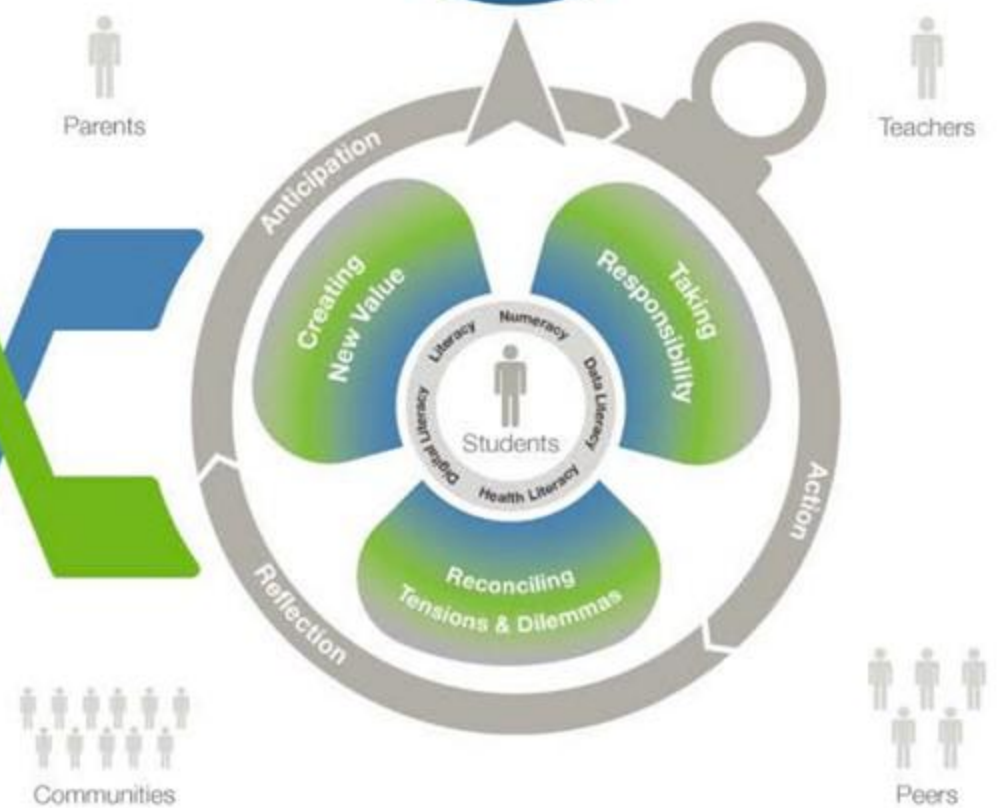 Parents
Teachers
Anticipation
Creating
New Value
Taking
Responsibility
Literacy
Numeracy
Data Literacy
Health Literacy
Digital Literacy
Students
Action
Reconciling
Tensions & Dilemmas
Reflection
Communities
Peers